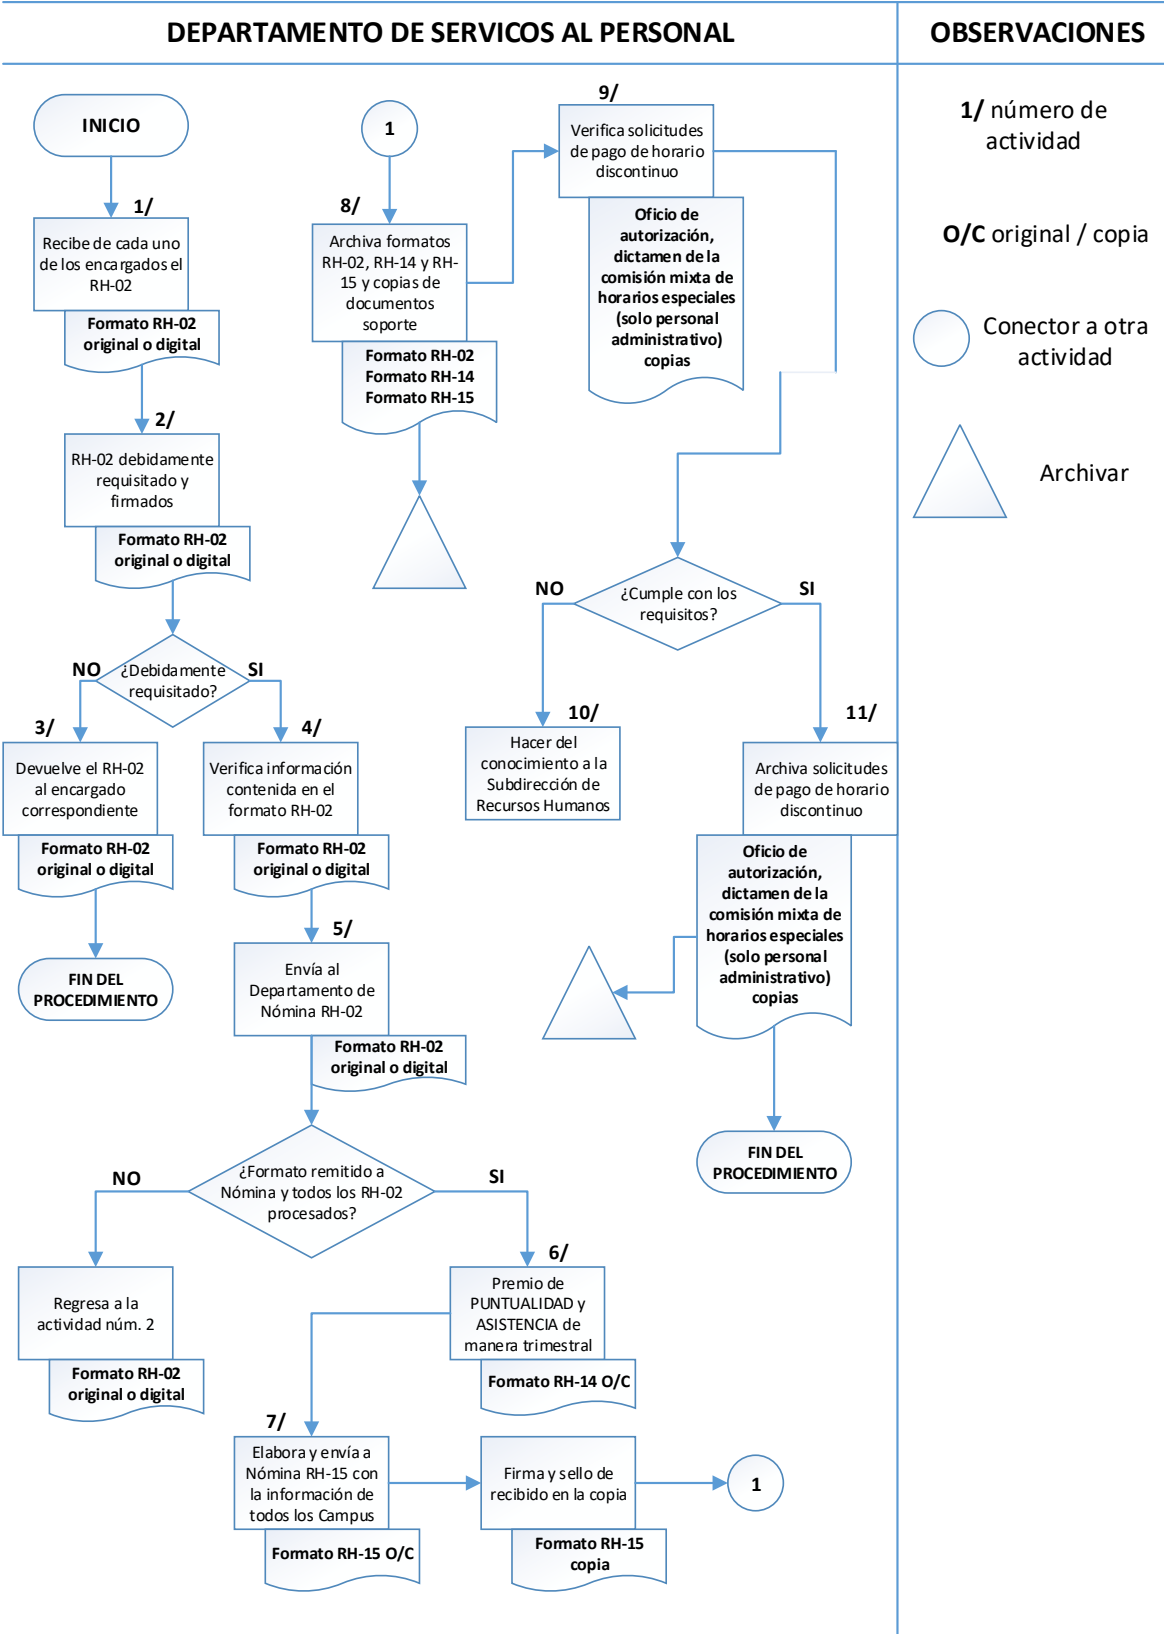 DEPARTAMENTO DE SERVICOS AL PERSONAL
OBSERVACIONES
INICIO
1/
Recibe de cada uno
de los encargados el
RH-02
Formato RH-02
original o digital
2/
RH-02 debidamente
requisitado y
firmados
Formato RH-02
original o digital
¿Debidamente
requisitado?
NO
SI
3/
Devuelve el RH-02
al encargado
correspondiente
Formato RH-02
original o digital
FIN DEL
PROCEDIMIENTO
4/
Verifica información
contenida en el
formato RH-02
Formato RH-02
original o digital
5/
Envía al
Departamento de
Nómina RH-02
Formato RH-02
original o digital
¿Formato remitido a
Nómina y todos los RH-02
procesados?
NO
SI
Regresa a la
actividad núm. 2
Formato RH-02
original o digital
6/
Premio de
PUNTUALIDAD y
ASISTENCIA de
manera trimestral
Formato RH-14 O/C
7/
Elabora y envía a
Nómina RH-15 con
la información de
todos los Campus
Formato RH-15 O/C
Firma y sello de
recibido en la copia
Formato RH-15
copia
1
1
8/
Archiva formatos
RH-02, RH-14 y RH-
15 y copias de
documentos
soporte
Formato RH-02
Formato RH-14
Formato RH-15
9/
Verifica solicitudes
de pago de horario
discontinuo
Oficio de
autorización,
dictamen de la
comisión mixta de
horarios especiales
(solo personal
administrativo)
copias
¿Cumple con los
requisitos?
NO
SI
10/
Hacer del
conocimiento a la
Subdirección de
Recursos Humanos
11/
Archiva solicitudes
de pago de horario
discontinuo
Oficio de
autorización,
dictamen de la
comisión mixta de
horarios especiales
(solo personal
administrativo)
copias
FIN DEL
PROCEDIMIENTO
1/ número de
actividad
O/C original / copia
Conector a otra
actividad
Archivar